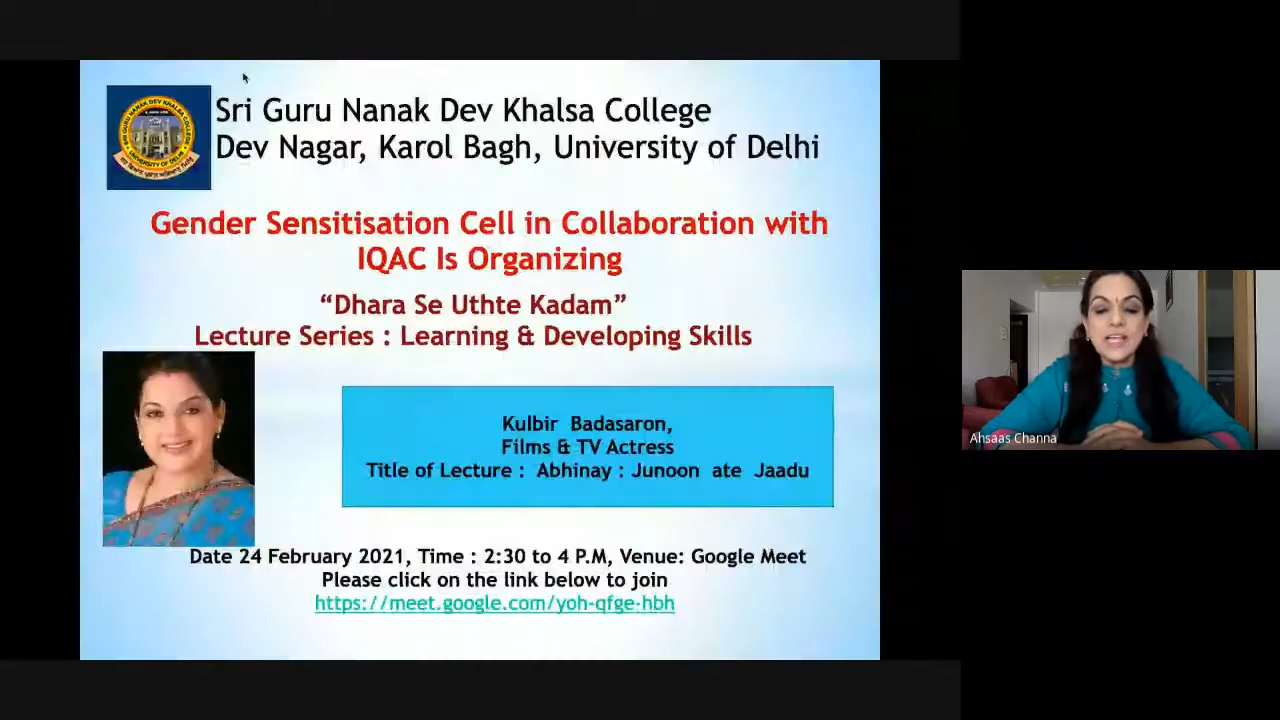 Sri Guru Nanak Dev Khalsa College
Dev Nagar, Karol Bagh, University of Delhi
Gender Sensitisation Cell in Collaboration with
IQAC Is Organizing
“Dhara Se Uthte Kadam”
Lecture Series : Learning & Developing Skills
Kulbir Badasaron,
Films & TV Actress
Title of Lecture : Abhinay : Junoon ate Jaadu
Date 24 February 2021, Time : 2:30 to 4 P.M, Venue: Google Meet
Please click on the link below to join
https://meet.google.com/yoh-qfge-hbh
Ahsaas Channa